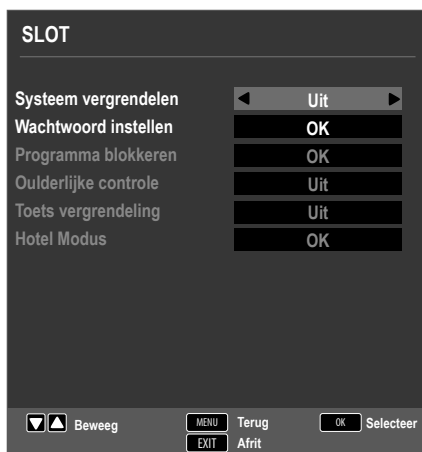 SLOT
Systeem vergrendelen Uit
Wachtwoord instellen OK
Programma blokkeren OK
Oulderlijke controle Uit
Toets vergrendeling Uit
Hotel Modus OK
Beweeg MENU Terug OK Selecteer
EXIT Afrit